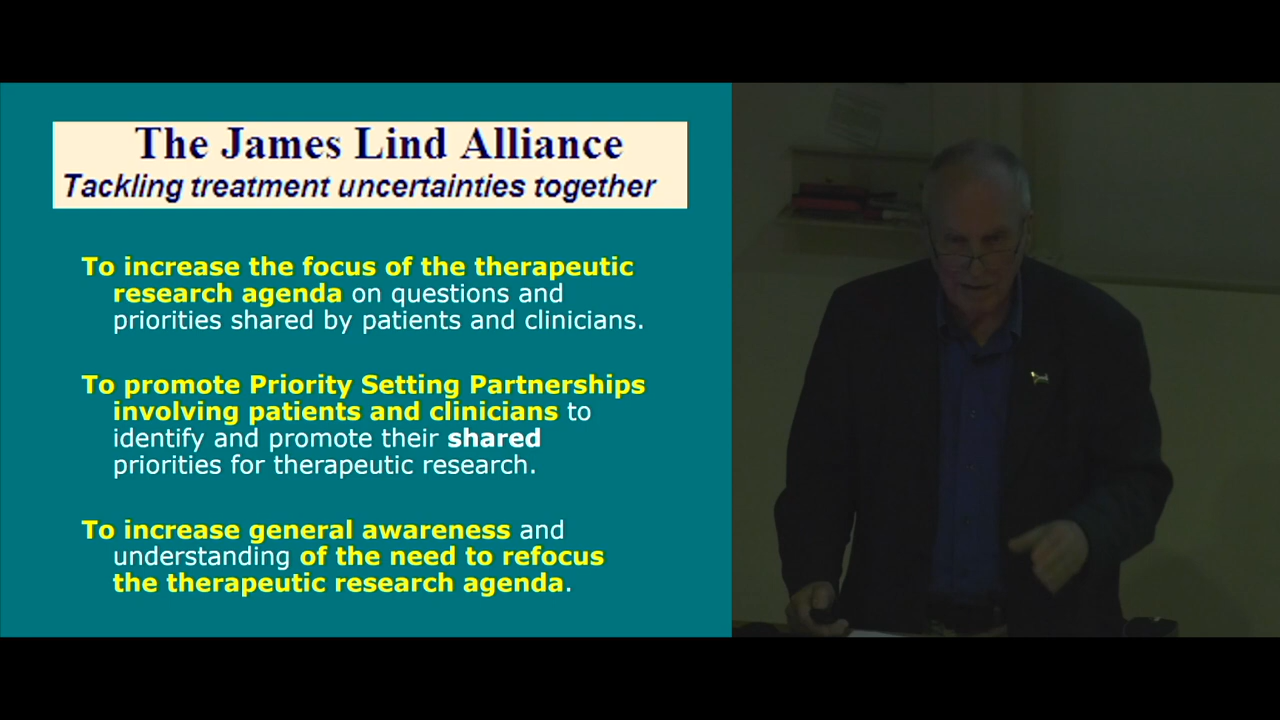 The James Lind Alliance
Tackling treatment uncertainties together
To increase the focus of the therapeutic
research agenda on questions and
priorities shared by patients and clinicians.
To promote Priority Setting Partnerships
involving patients and clinicians to
identify and promote their shared
priorities for therapeutic research.
To increase general awareness and
understanding of the need to refocus
the therapeutic research agenda.